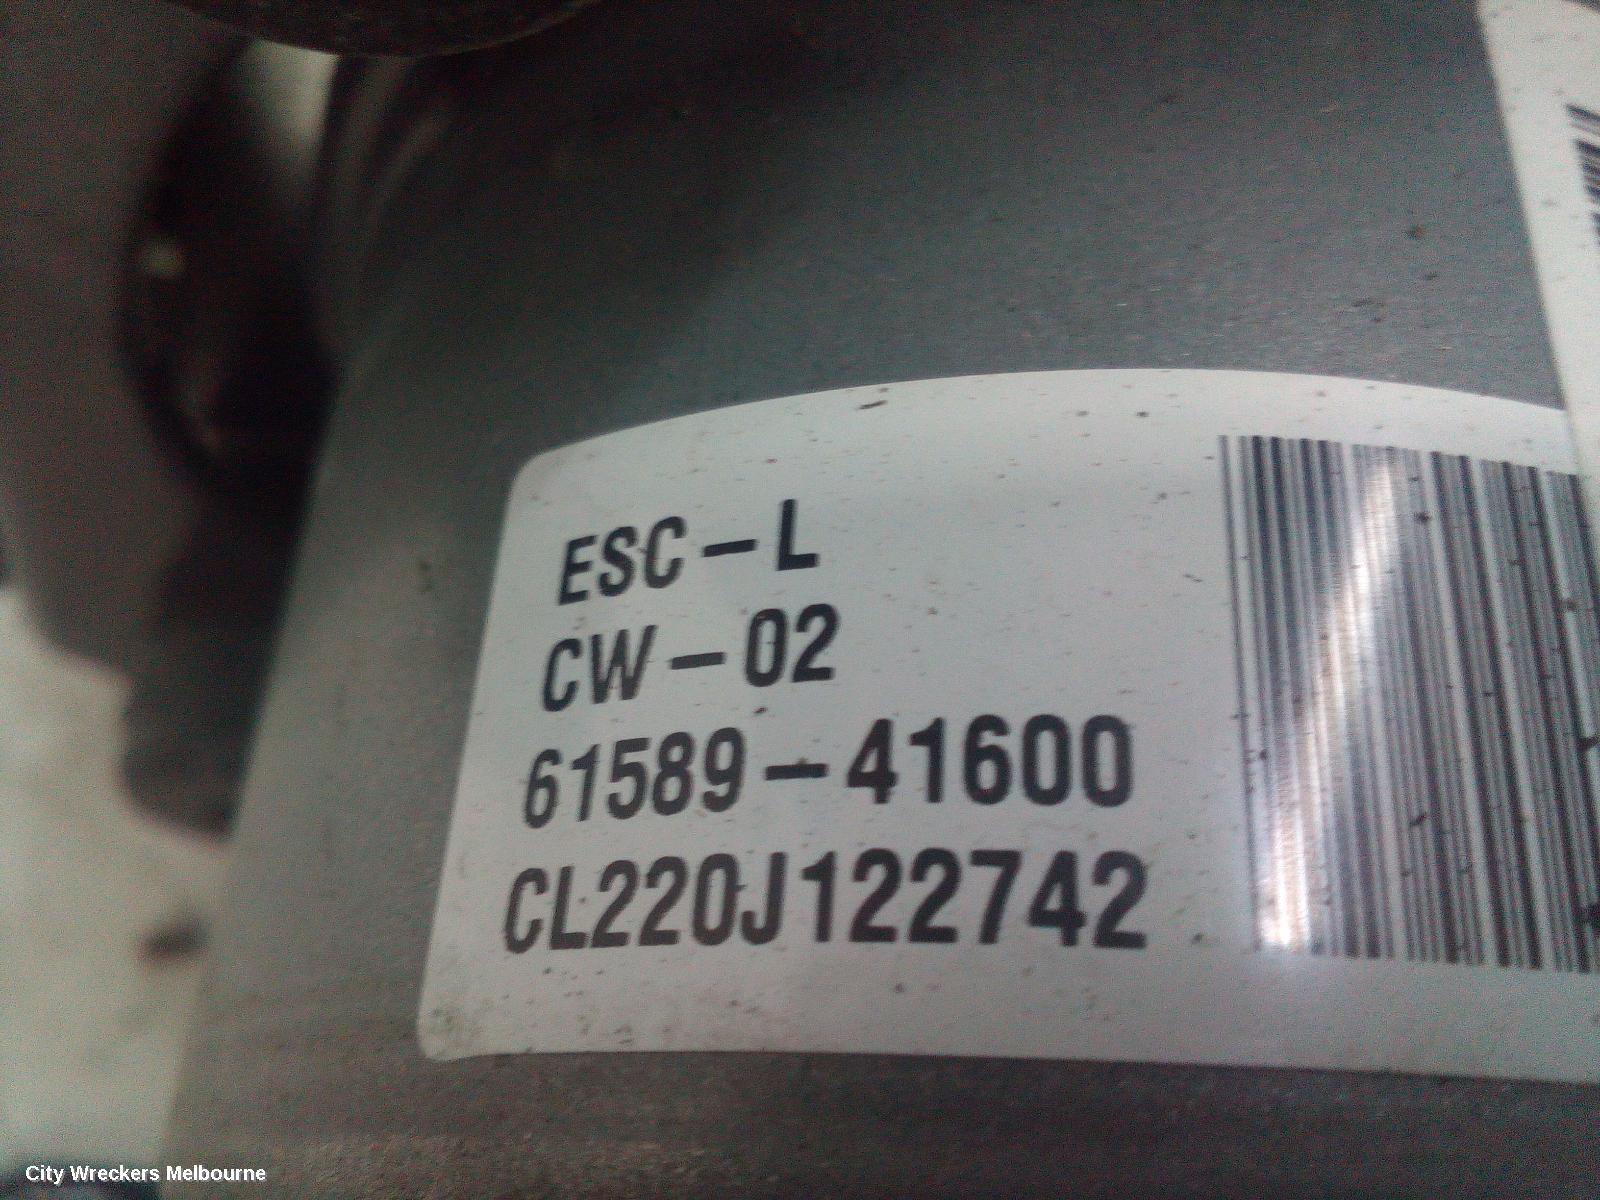 ESC-L
CW-02
61589-41600
CL220J122742
City Wreckers Melbourne